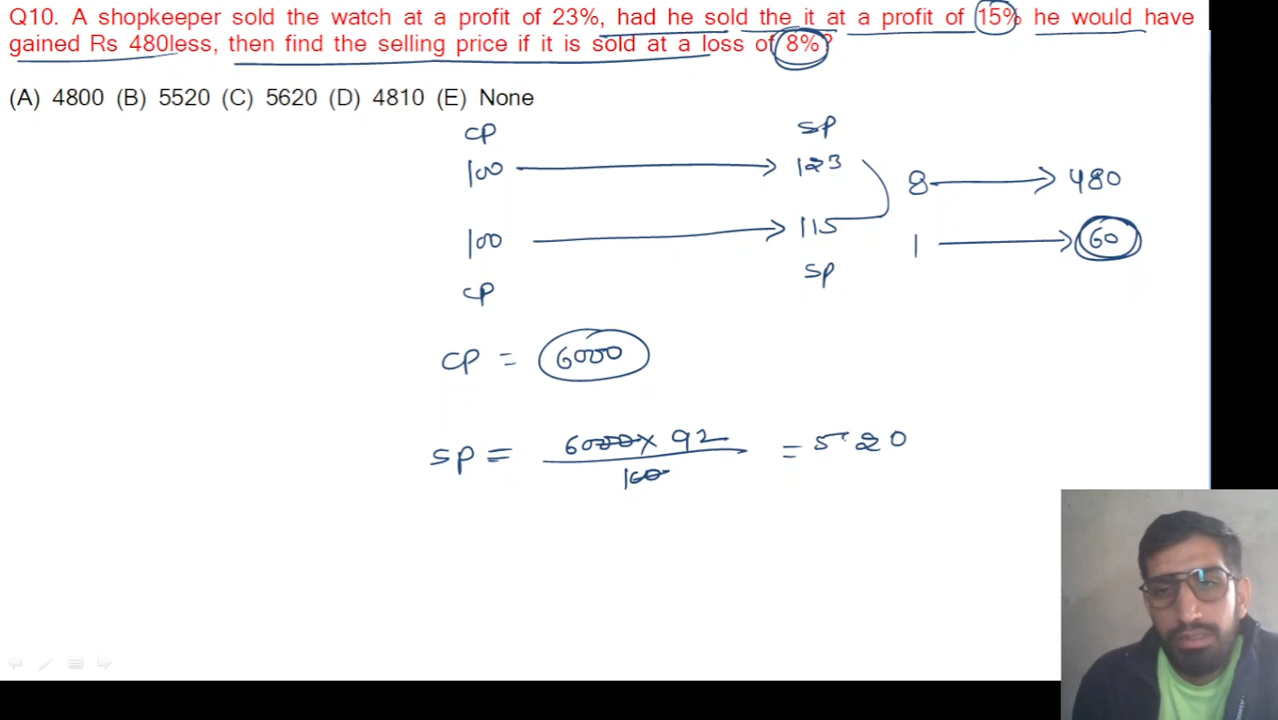 Q10. A shopkeeper sold the watch at a profit of 23%, had he sold the it at a profit of 15% he would have
gained Rs 480less, then find the selling price if it is sold at a loss of 8%?
(A) 4800 (B) 5520 (C) 5620 (D) 4810 (E) None
CP SP
100 → 123 8 → 480
100 → 115 1 → 60
CP SP
CP = 6000
SP = 6000 x 92 / 100 = 5520